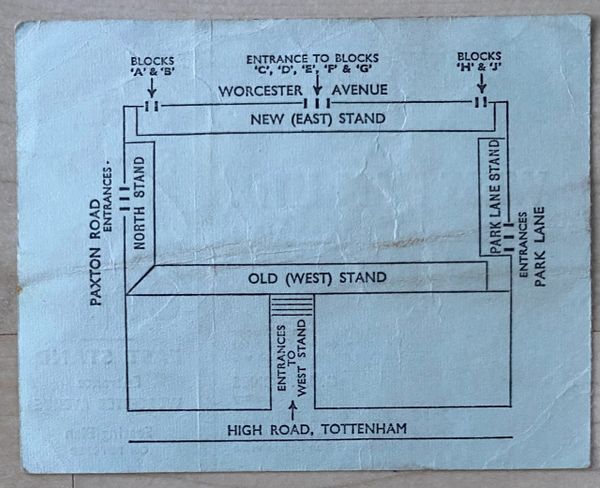 BLOCKS
'A' & 'B'
ENTRANCE TO BLOCKS
'C', 'D', 'E', 'F' & 'G'
BLOCKS
'H' & 'J'
WORCESTER AVENUE
NEW (EAST) STAND
PAXTON ROAD
ENTRANCES
NORTH STAND
PARK LANE STAND
ENTRANCES
PARK LANE
OLD (WEST) STAND
ENTRANCES
TO
WEST STAND
HIGH ROAD, TOTTENHAM